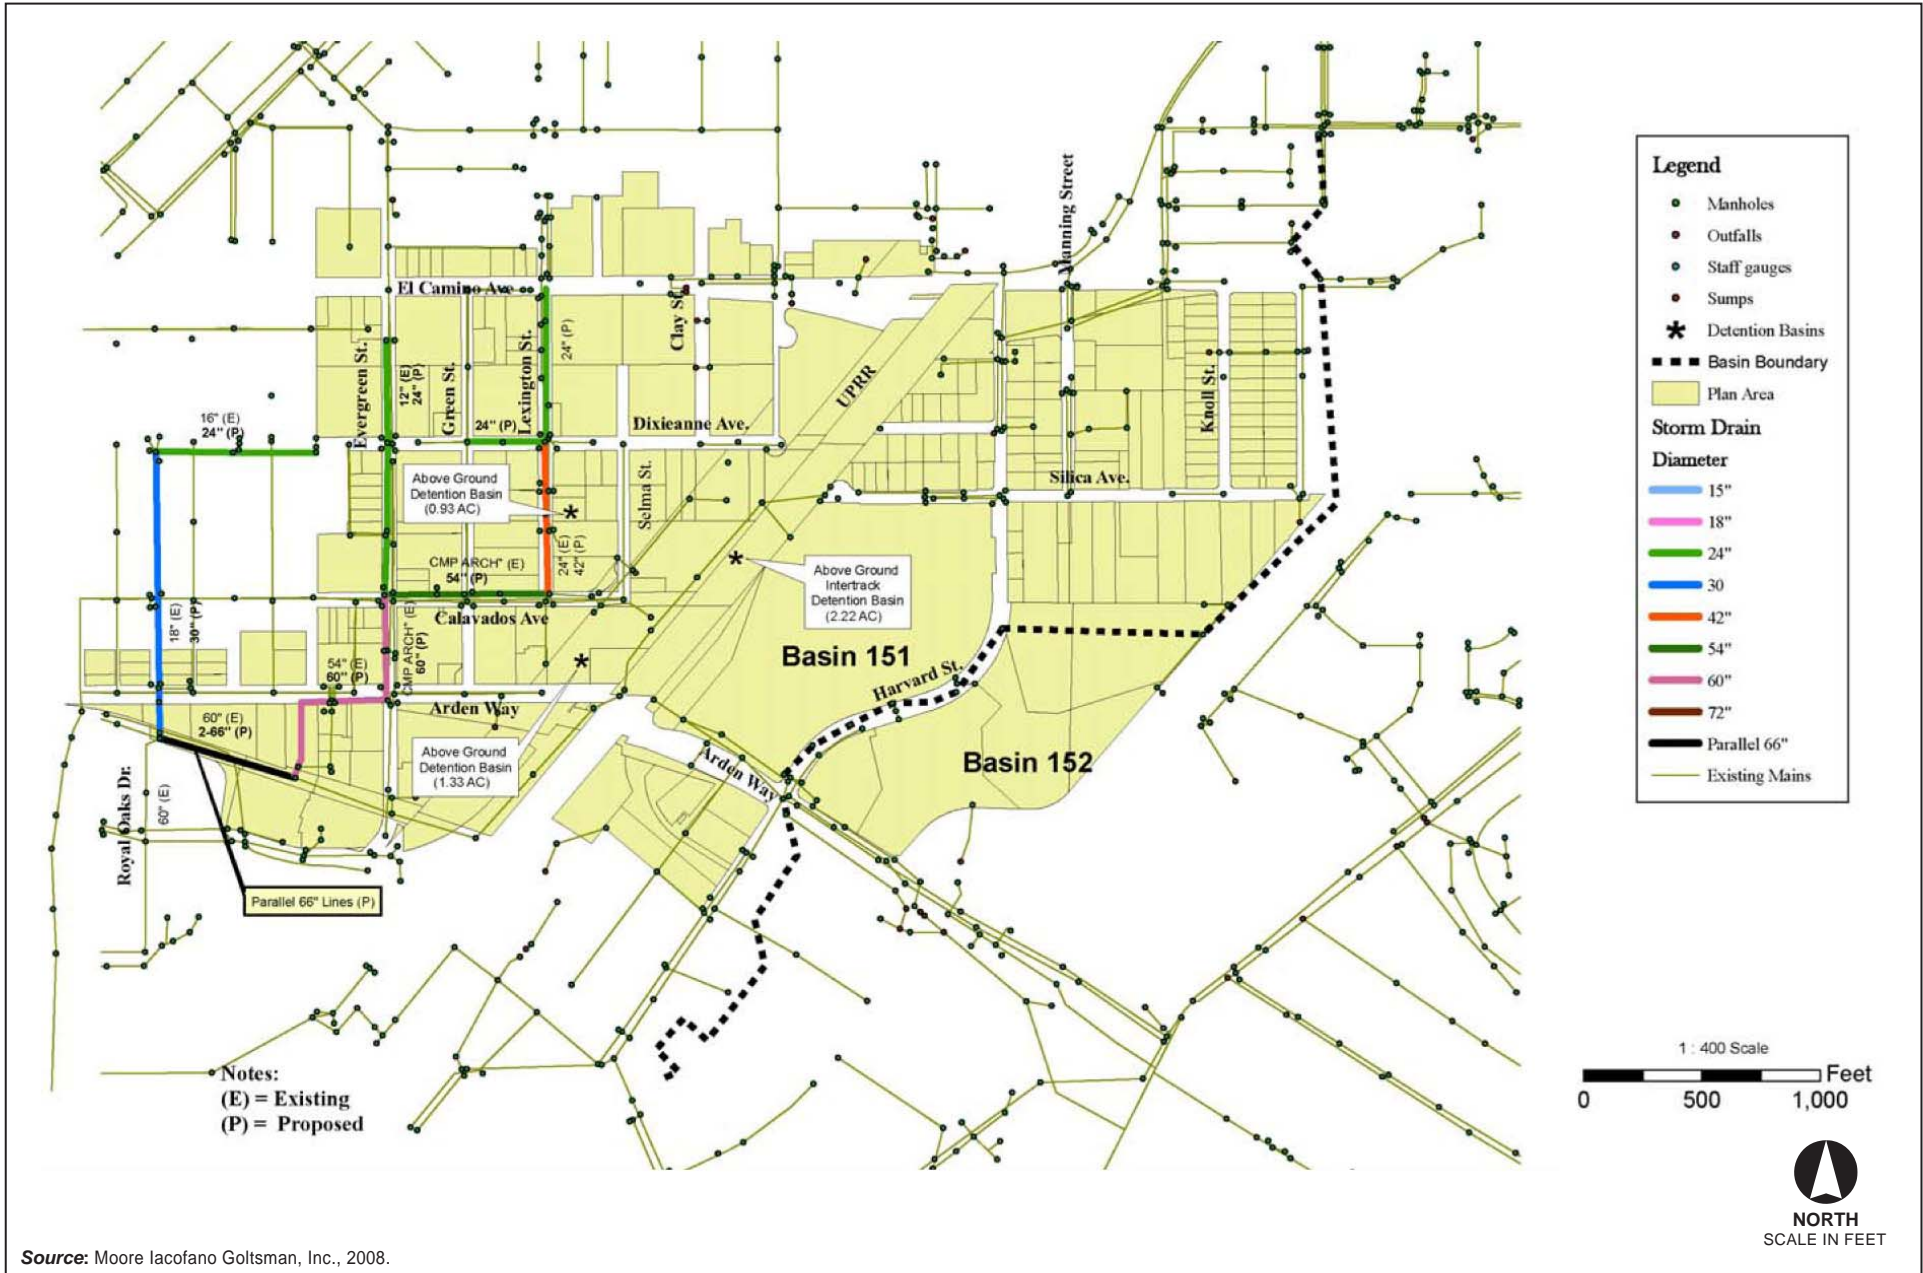 Manning Street
El Camino Ave
Clay St.
Evergreen St.
12" (E)
24" (P)
Green St.
Lexington St.
24" (P)
UPRR
Knoll St.
16" (E)
24" (P)
24" (P)
Dixieanne Ave.
Above Ground
Detention Basin
(0.93 AC)
Selma St.
Silica Ave.
24" (E)
42" (P)
CMP ARCH" (E)
54" (P)
Above Ground
Intertrack
Detention Basin
(2.22 AC)
18" (E)
30" (P)
CMP ARCH" (E)
60" (P)
Calavados Ave
54" (E)
60" (P)
Basin 151
Harvard St.
Arden Way
60" (E)
2-66" (P)
Above Ground
Detention Basin
(1.33 AC)
Arden Way
Basin 152
Royal Oaks Dr.
60" (E)
Parallel 66" Lines (P)
Notes:
(E) = Existing
(P) = Proposed
Legend
Manholes
Outfalls
Staff gauges
Sumps
Detention Basins
Basin Boundary
Plan Area
Storm Drain
Diameter
15"
18"
24"
30
42"
54"
60"
72"
Parallel 66"
Existing Mains
1 : 400 Scale
Feet
0 500 1,000
NORTH
SCALE IN FEET
Source: Moore Iacofano Goltsman, Inc., 2008.